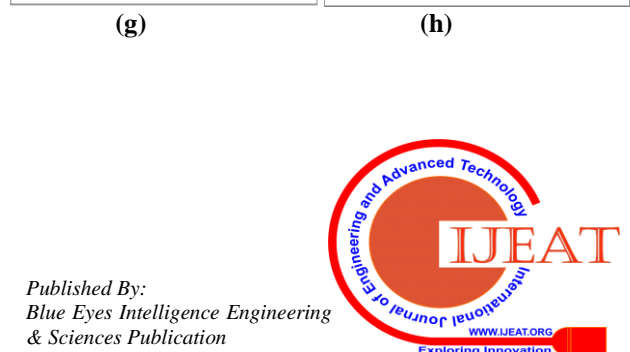 (g) (h)
International Journal of Engineering and Advanced Technology
IJEAT
Published By:
Blue Eyes Intelligence Engineering
& Sciences Publication
WWW.IJEAT.ORG
Exploring Innovation